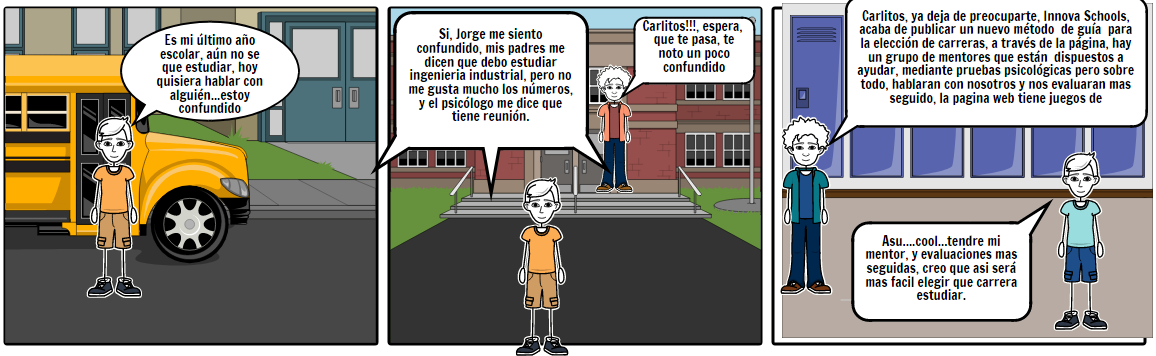 Es mi último año
escolar, aún no se
que estudiar, hoy
quisiera hablar con
alguién...estoy
confundido
Carlitos!!!, espera,
que te pasa, te
noto un poco
confundido
Si, Jorge me siento
confundido, mis padres me
dicen que debo estudiar
ingenieria industrial, pero no
me gusta mucho los números,
y el psicólogo me dice que
tiene reunión.
Carlitos, ya deja de preocuparte, Innova Schools,
acaba de publicar un nuevo método de guía para
la elección de carreras, a través de la página, hay
un grupo de mentores que están dispuestos a
ayudar, mediante pruebas psicológicas pero sobre
todo, hablaran con nosotros y nos evaluaran mas
seguido, la pagina web tiene juegos de
Asu....cool...tendre mi
mentor, y evaluaciones mas
seguidas, creo que asi será
mas facil elegir que carrera
estudiar.